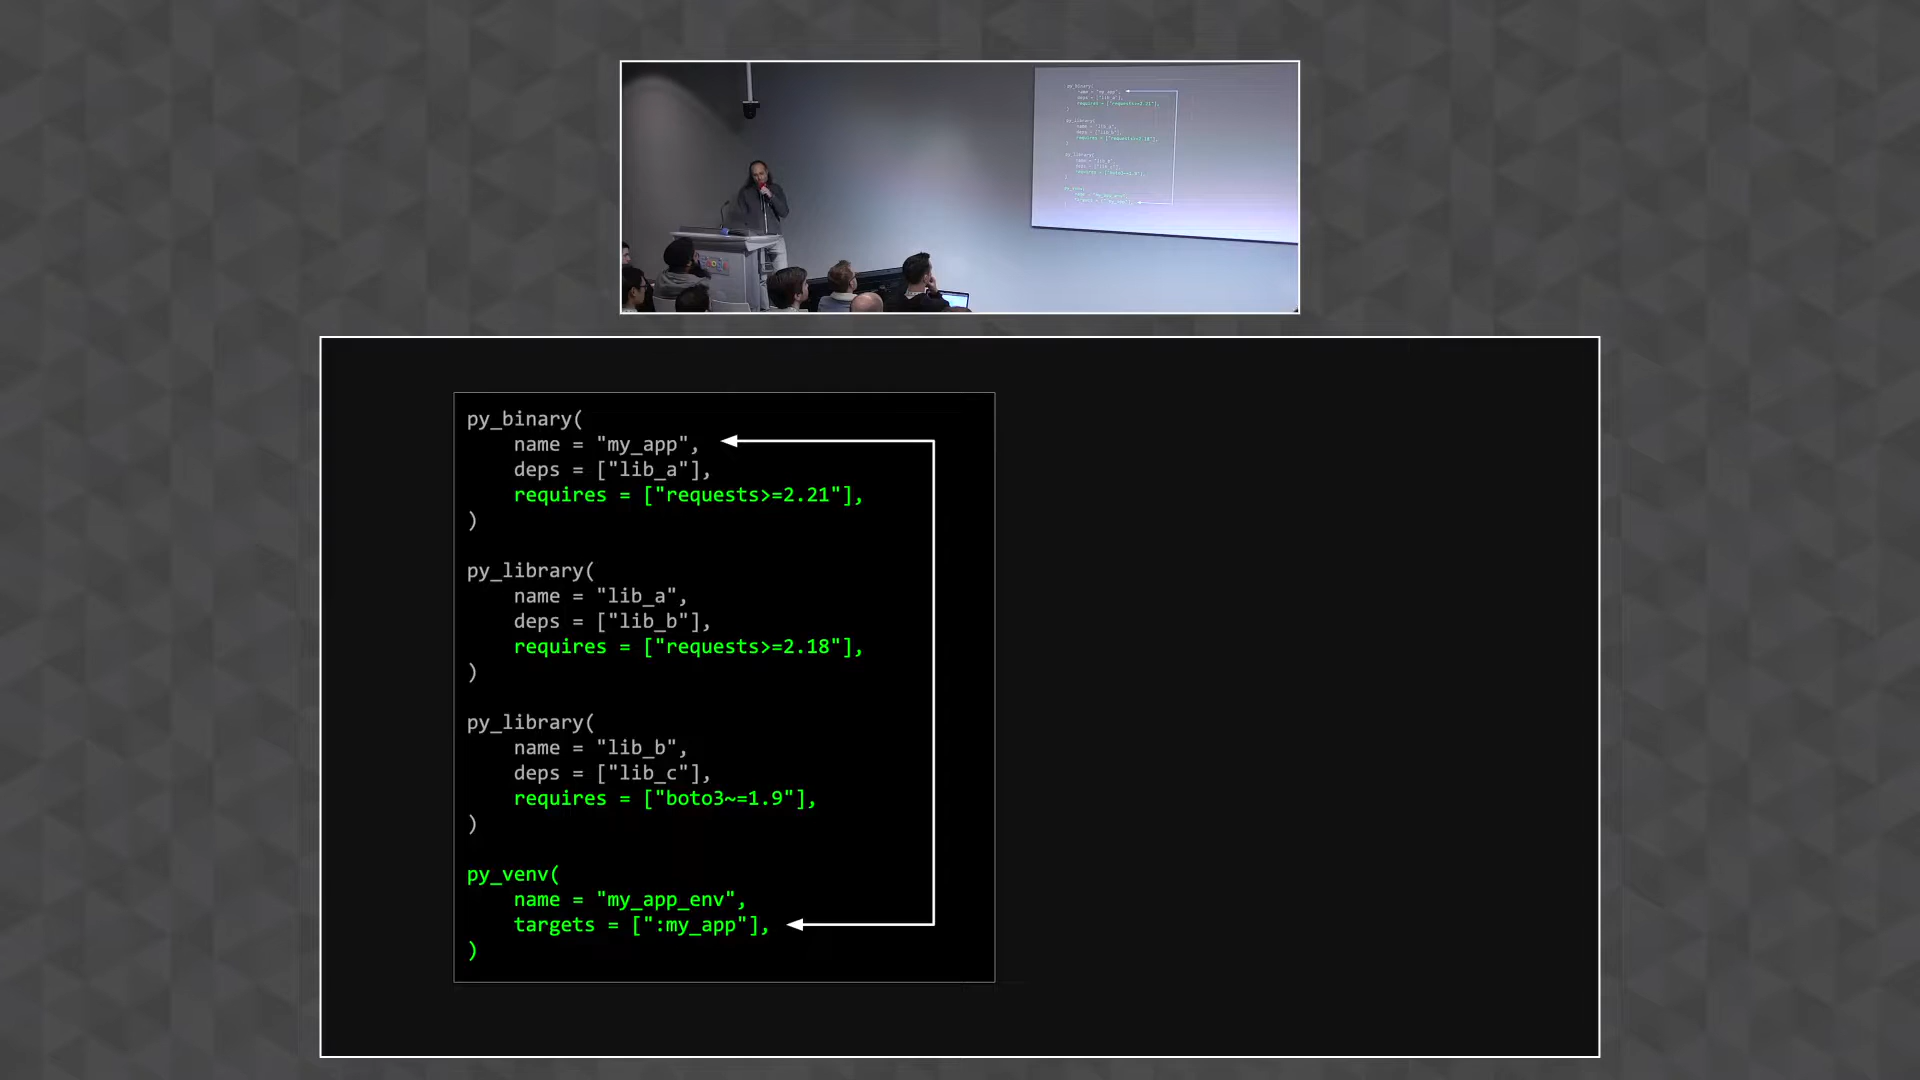 py_binary(
    name = "my_app",
    deps = ["lib_a"],
    requires = ["requests>=2.21"],
)
py_library(
    name = "lib_a",
    deps = ["lib_b"],
    requires = ["requests>=2.18"],
)
py_library(
    name = "lib_b",
    deps = ["lib_c"],
    requires = ["boto3~=1.9"],
)
py_venv(
    name = "my_app_env",
    targets = [":my_app"],
)